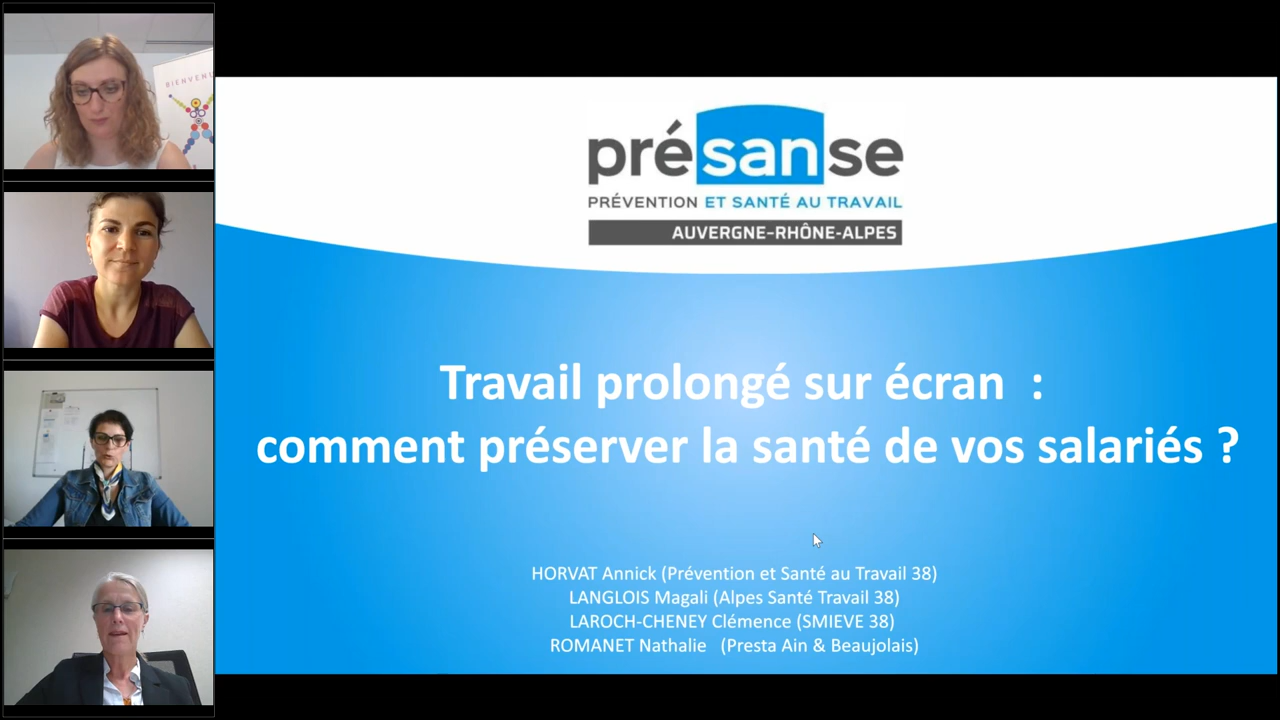 BIENVENU
présanse
PRÉVENTION ET SANTÉ AU TRAVAIL
AUVERGNE-RHÔNE-ALPES
Travail prolongé sur écran :
comment préserver la santé de vos salariés ?
HORVAT Annick (Prévention et Santé au Travail 38)
LANGLOIS Magali (Alpes Santé Travail 38)
LAROCH-CHENEY Clémence (SMIEVE 38)
ROMANET Nathalie (Presta Ain & Beaujolais)